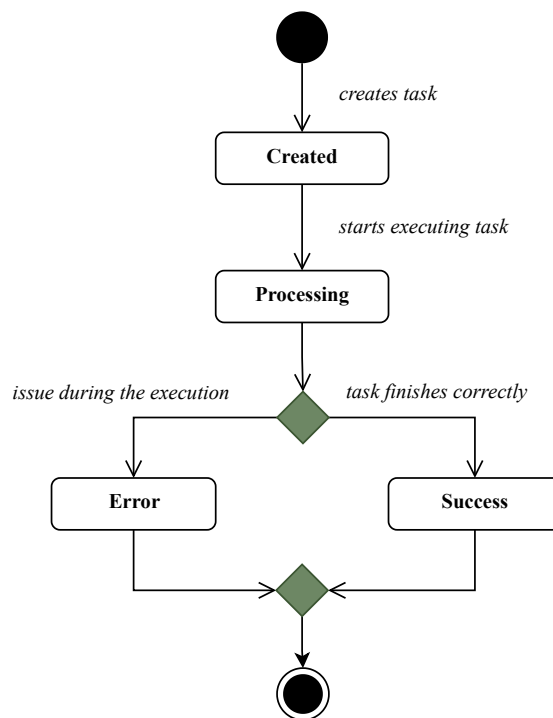 creates task
Created
starts executing task
Processing
issue during the execution
task finishes correctly
Error
Success